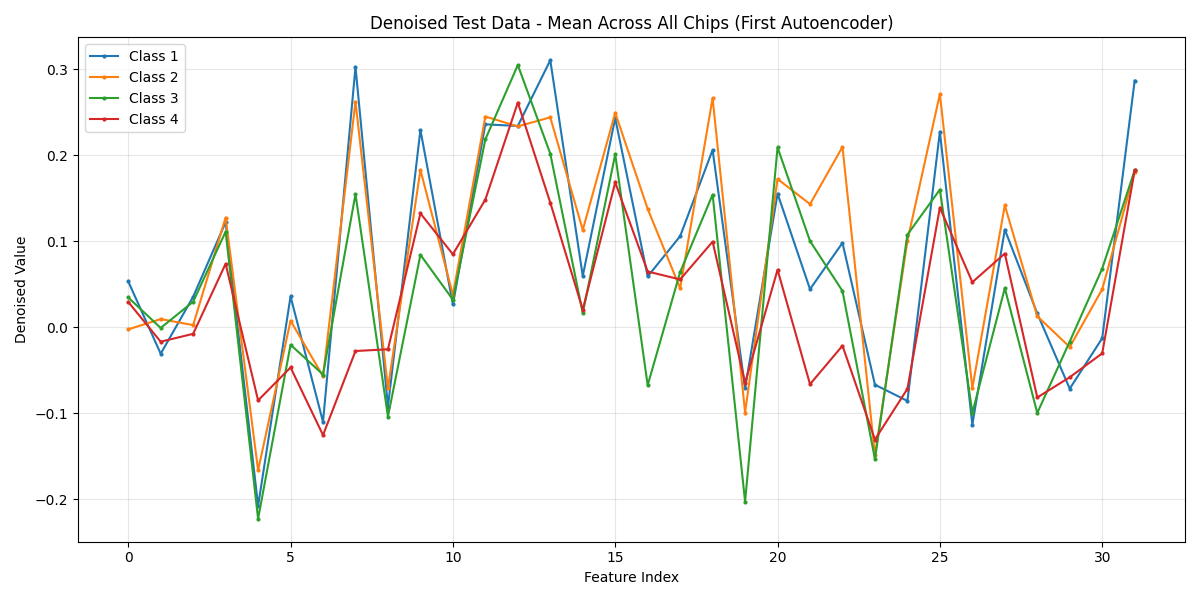 Denoised Test Data - Mean Across All Chips (First Autoencoder)
Class 1
Class 2
Class 3
Class 4
Denoised Value
0.3
0.2
0.1
0.0
−0.1
−0.2
0 5 10 15 20 25 30
Feature Index